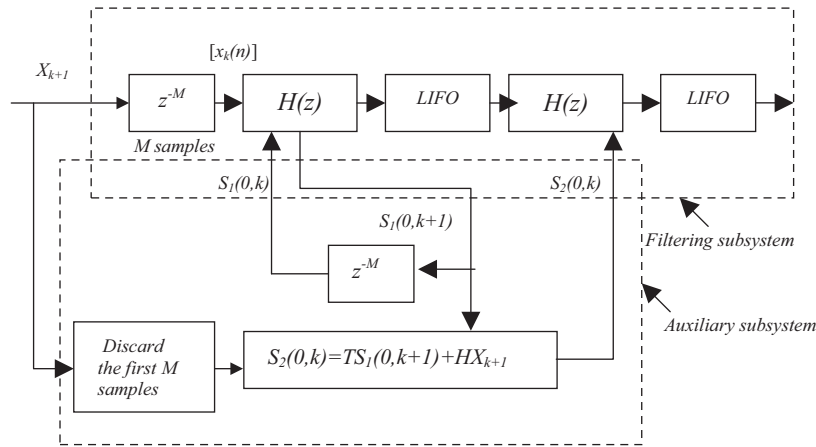 X_{k+1}
[x_k(n)]
z^{-M}
H(z)
LIFO
H(z)
LIFO
M samples
S_1(0,k)
S_2(0,k)
S_1(0,k+1)
Filtering subsystem
z^{-M}
Auxiliary subsystem
Discard
the first M
samples
S_2(0,k)=TS_1(0,k+1)+HX_{k+1}